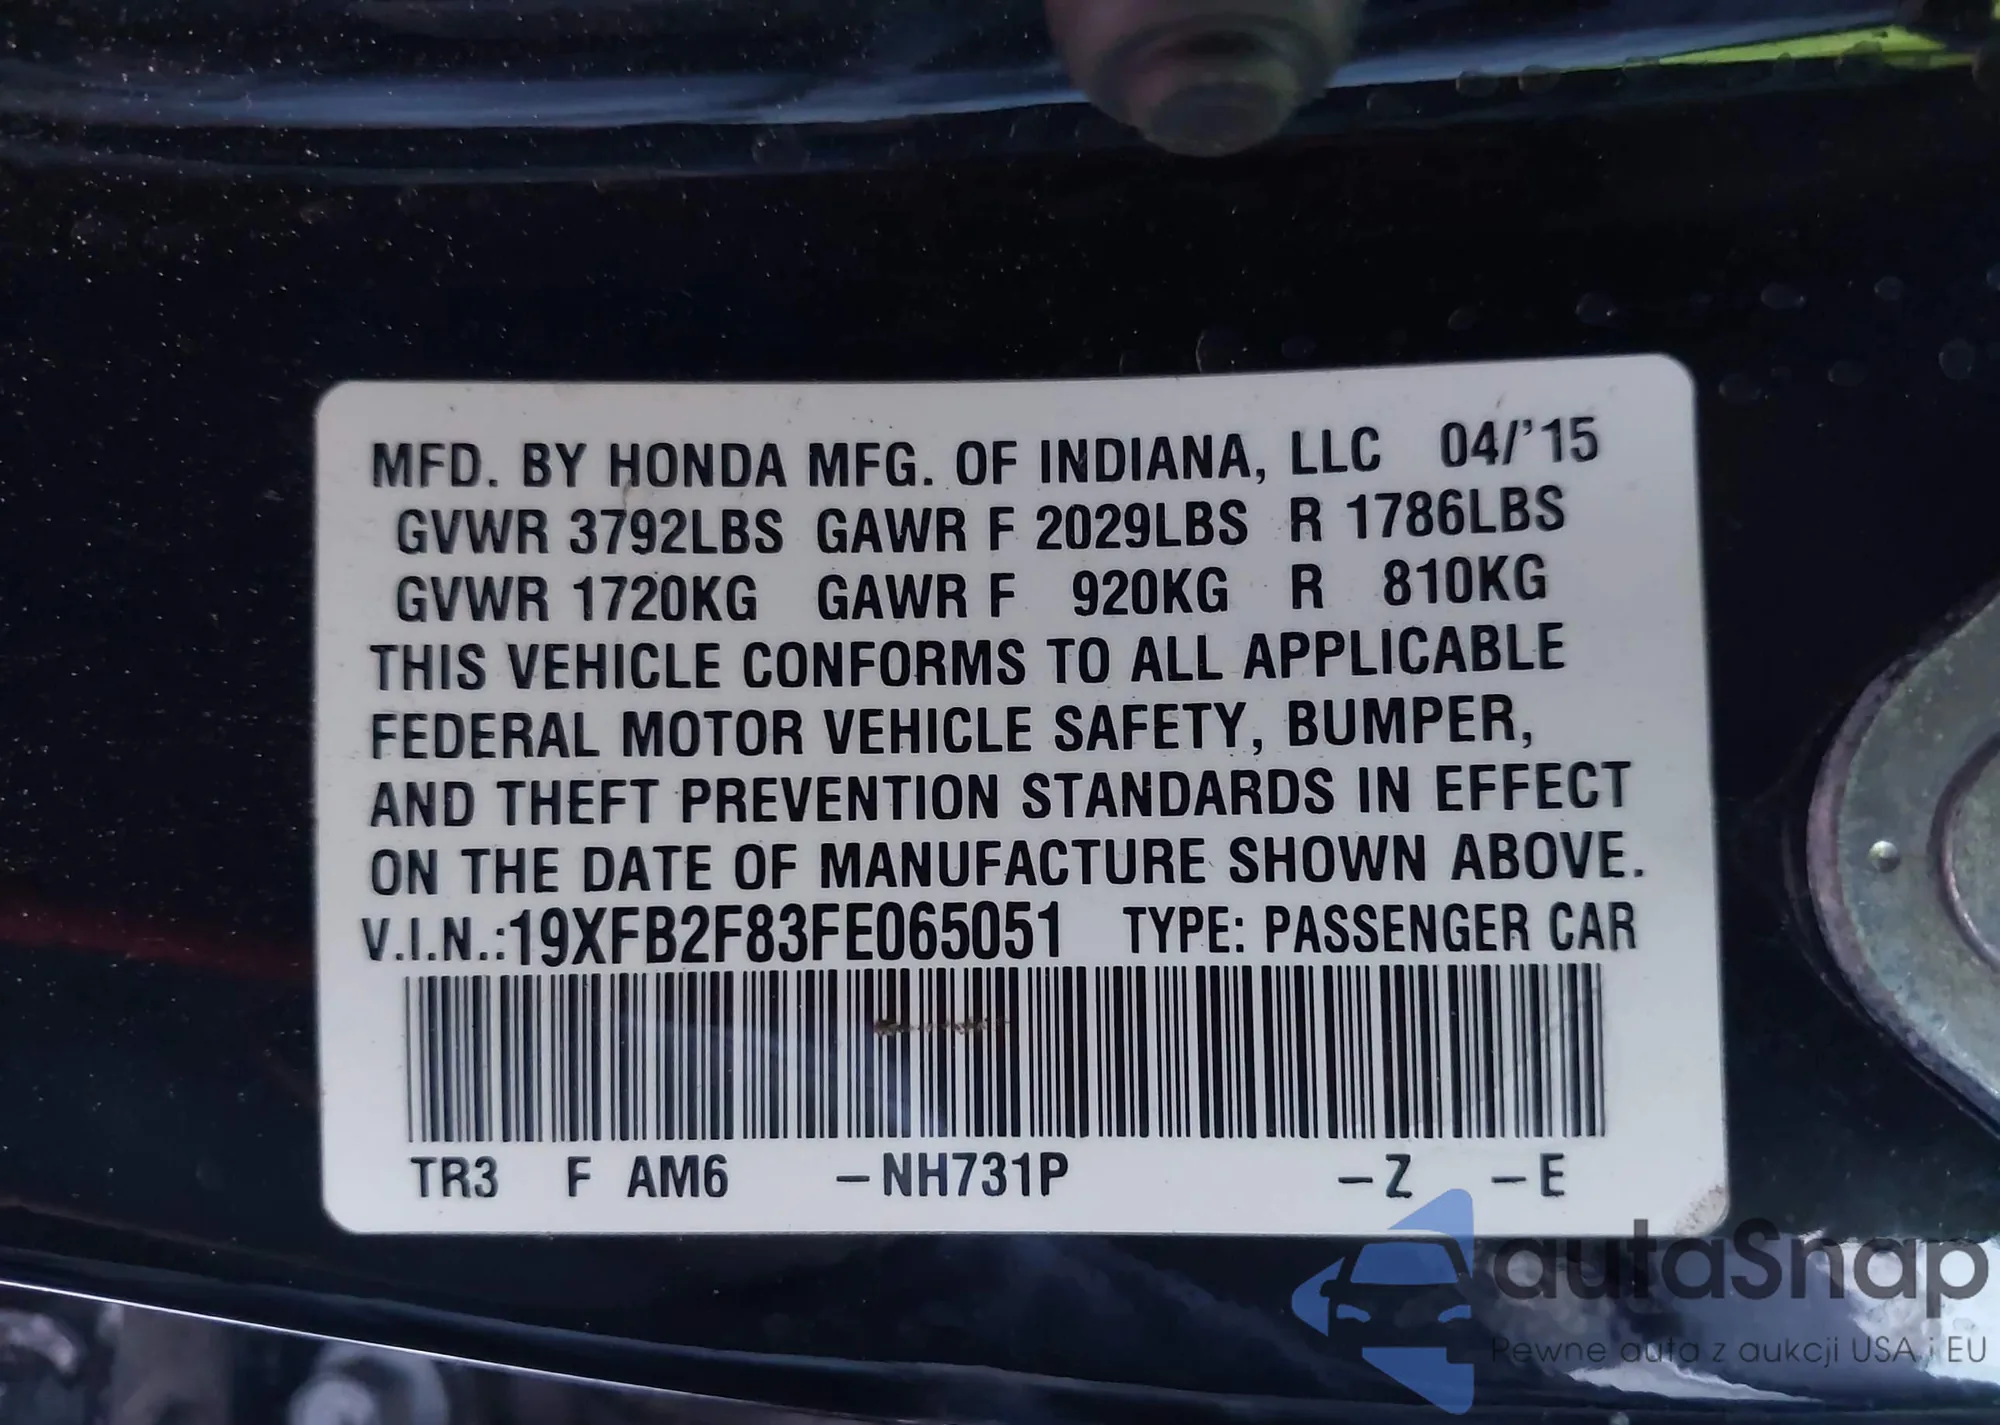 MFD. BY HONDA MFG. OF INDIANA, LLC 04/'15
GVWR 3792LBS GAWR F 2029LBS R 1786LBS
GVWR 1720KG GAWR F 920KG R 810KG
THIS VEHICLE CONFORMS TO ALL APPLICABLE
FEDERAL MOTOR VEHICLE SAFETY, BUMPER,
AND THEFT PREVENTION STANDARDS IN EFFECT
ON THE DATE OF MANUFACTURE SHOWN ABOVE.
V.I.N.:19XFB2F83FE065051 TYPE: PASSENGER CAR
TR3 F AM6 –NH731P –Z –E
autaSnap
Pewne auta z aukcji USA i EU